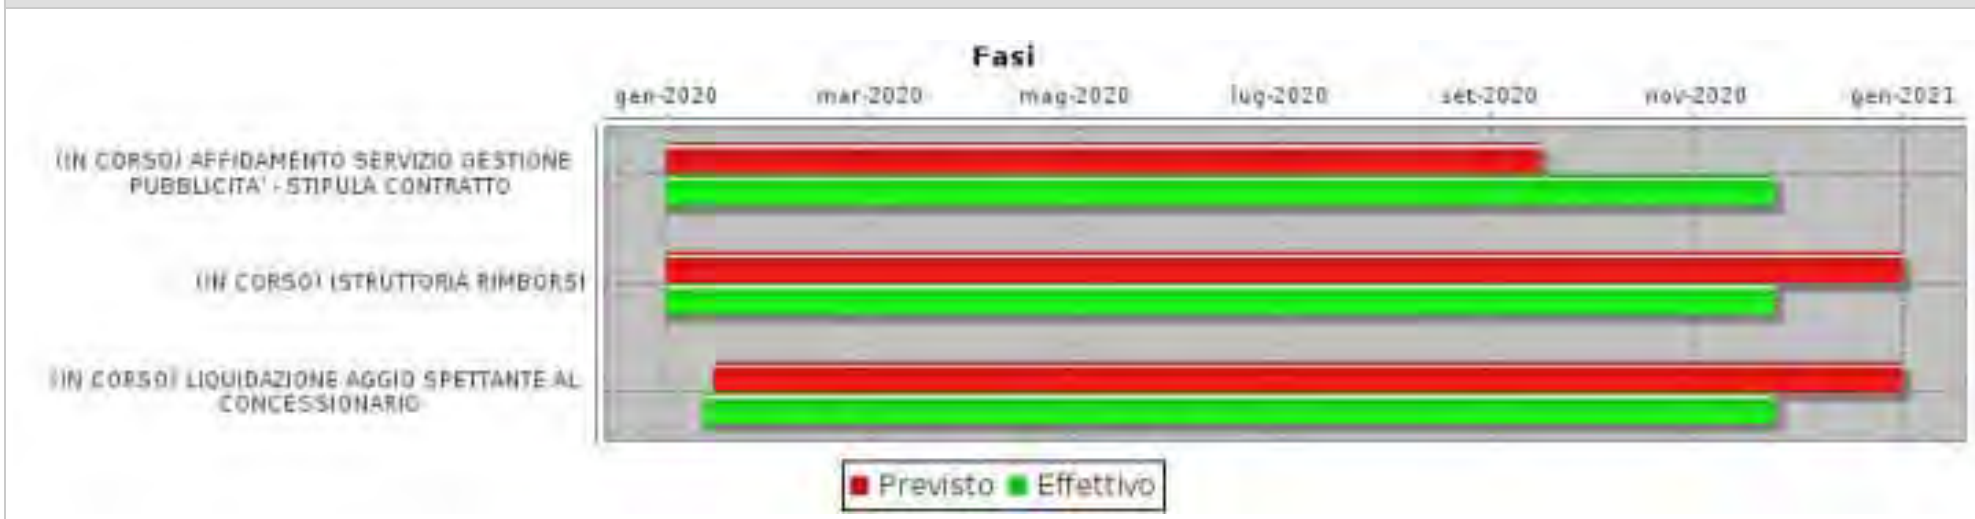 Fasi
gen-2020 mar-2020 mag-2020 lug-2020 set-2020 nov-2020 gen-2021
(IN CORSO) AFFIDAMENTO SERVIZIO GESTIONE
PUBBLICITA' - STIPULA CONTRATTO
(IN CORSO) ISTRUTTORIA RIMBORSI
(IN CORSO) LIQUIDAZIONE AGGIO SPETTANTE AL
CONCESSIONARIO
Previsto Effettivo